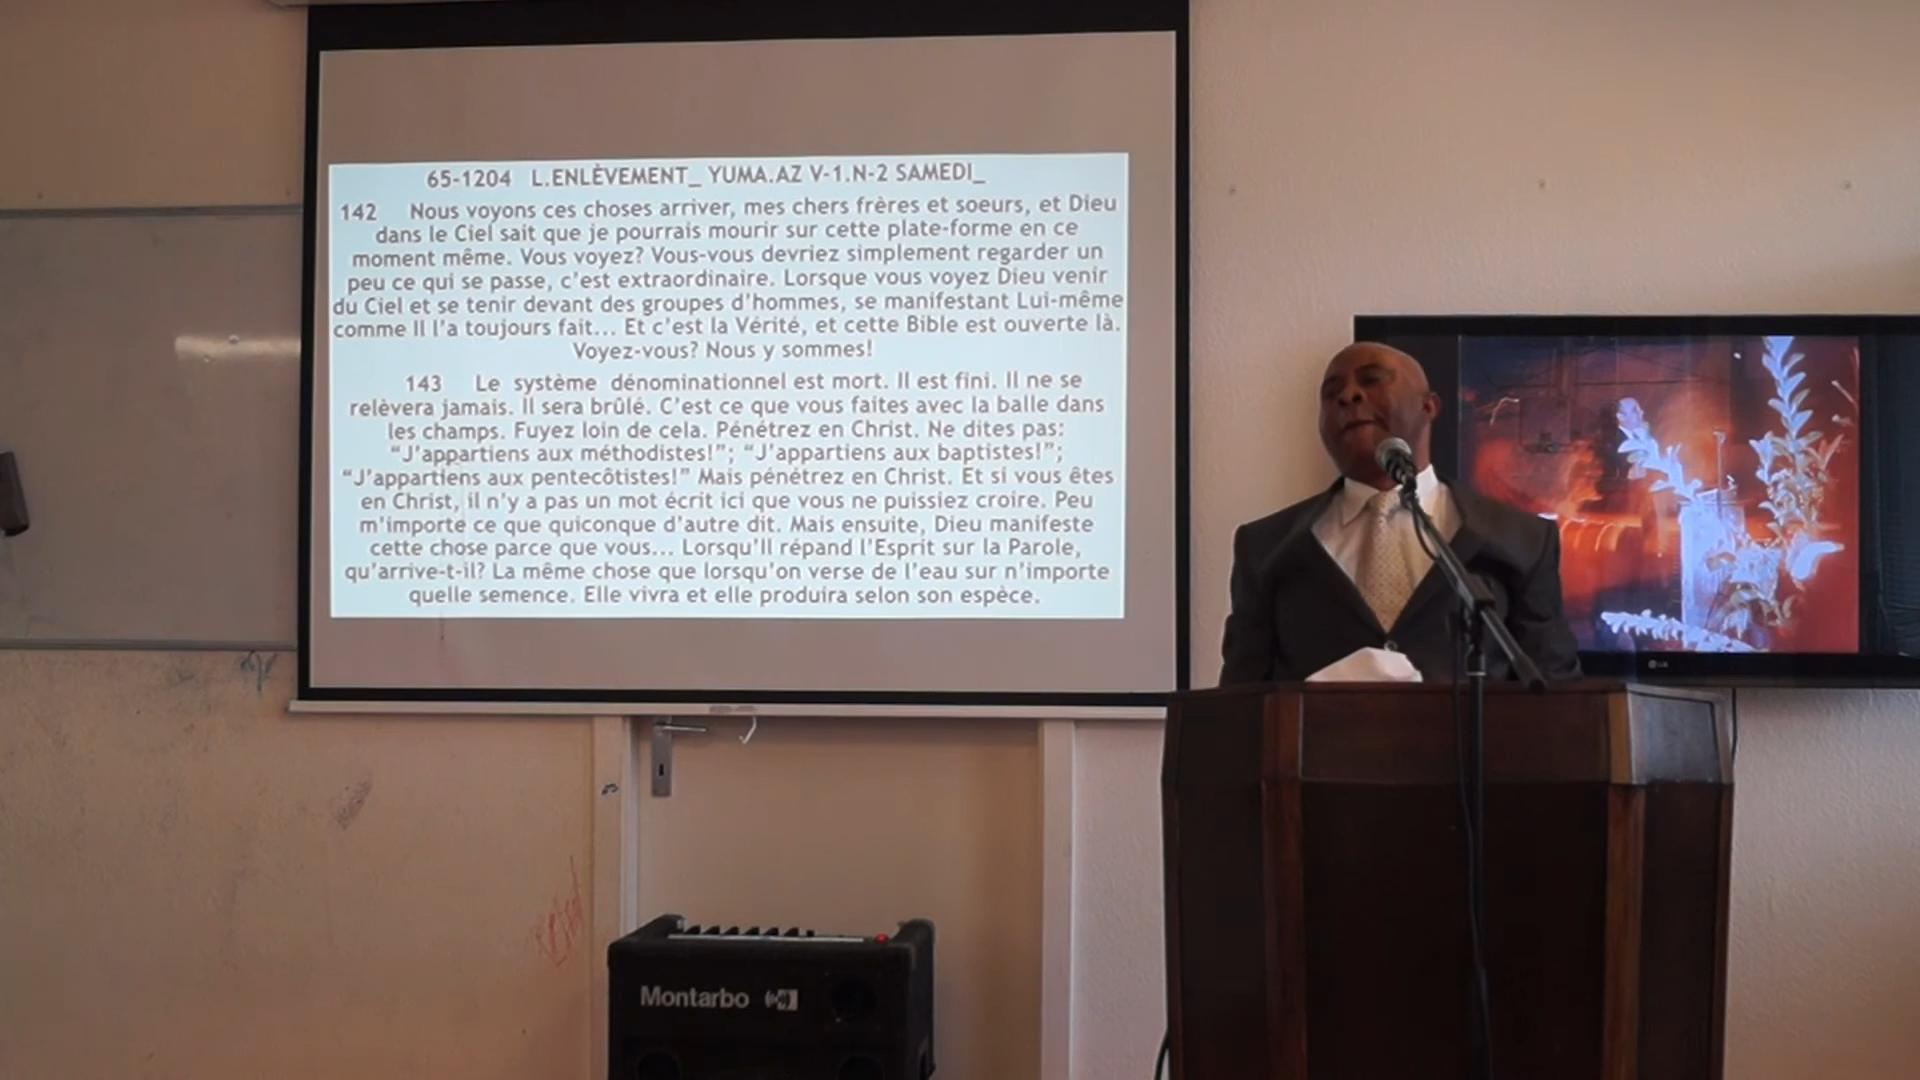 65-1204 L.ENLÈVEMENT_ YUMA.AZ V-1.N-2 SAMEDI_
142 Nous voyons ces choses arriver, mes chers frères et soeurs, et Dieu
dans le Ciel sait que je pourrais mourir sur cette plate-forme en ce
moment même. Vous voyez? Vous-vous devriez simplement regarder un
peu ce qui se passe, c'est extraordinaire. Lorsque vous voyez Dieu venir
du Ciel et se tenir devant des groupes d'hommes, se manifestant Lui-même
comme Il l'a toujours fait... Et c'est la Vérité, et cette Bible est ouverte là.
Voyez-vous? Nous y sommes!
143 Le système dénominationnel est mort. Il est fini. Il ne se
relèvera jamais. Il sera brûlé. C'est ce que vous faites avec la balle dans
les champs. Fuyez loin de cela. Pénétrez en Christ. Ne dites pas:
“J'appartiens aux méthodistes!”; “J'appartiens aux baptistes!”;
“J'appartiens aux pentecôtistes!” Mais pénétrez en Christ. Et si vous êtes
en Christ, il n'y a pas un mot écrit ici que vous ne puissiez croire. Peu
m'importe ce que quiconque d'autre dit. Mais ensuite, Dieu manifeste
cette chose parce que vous... Lorsqu'Il répand l'Esprit sur la Parole,
qu'arrive-t-il? La même chose que lorsqu'on verse de l'eau sur n'importe
quelle semence. Elle vivra et elle produira selon son espèce.
LG
Montarbo